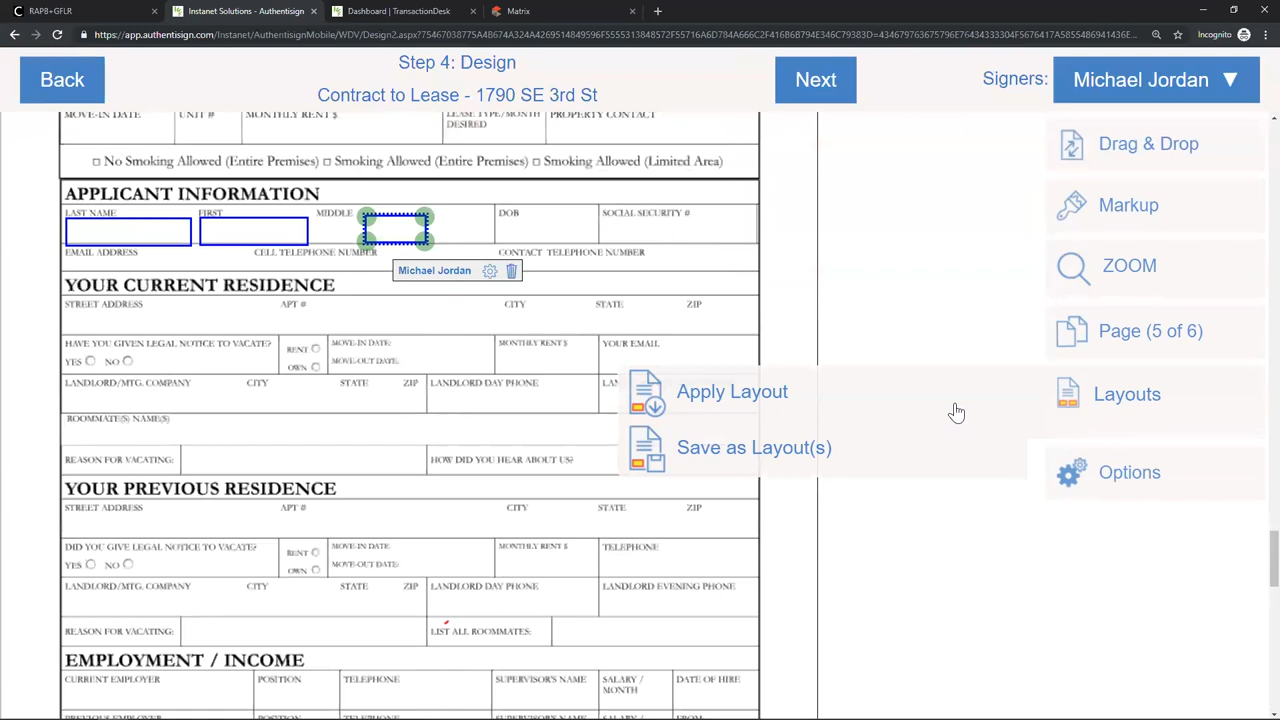 RAPB+GFLR
Instanet Solutions - Authentisign
Dashboard | TransactionDesk
Matrix
Incognito
Back
Step 4: Design
Contract to Lease - 1790 SE 3rd St
Next
Signers:
Michael Jordan ▼
MOVE-IN DATE UNIT # MONTHLY RENT $ LEASE TYPE/MONTH DESIRED PROPERTY CONTACT
No Smoking Allowed (Entire Premises) Smoking Allowed (Entire Premises) Smoking Allowed (Limited Area)
APPLICANT INFORMATION
LAST NAME FIRST MIDDLE DOB SOCIAL SECURITY #
EMAIL ADDRESS CELL TELEPHONE NUMBER CONTACT TELEPHONE NUMBER
Michael Jordan
YOUR CURRENT RESIDENCE
STREET ADDRESS APT # CITY STATE ZIP
HAVE YOU GIVEN LEGAL NOTICE TO VACATE? RENT MOVE-IN DATE: MONTHLY RENT $ YOUR EMAIL
YES NO OWN MOVE-OUT DATE:
LANDLORD/MTG. COMPANY CITY STATE ZIP LANDLORD DAY PHONE
ROOMMATE(S) NAME(S)
REASON FOR VACATING: HOW DID YOU HEAR ABOUT US?
YOUR PREVIOUS RESIDENCE
STREET ADDRESS APT # CITY STATE ZIP
DID YOU GIVE LEGAL NOTICE TO VACATE? RENT MOVE-IN DATE: MONTHLY RENT $ TELEPHONE
YES NO OWN MOVE-OUT DATE:
LANDLORD/MTG. COMPANY CITY STATE ZIP LANDLORD DAY PHONE LANDLORD EVENING PHONE
REASON FOR VACATING: LIST ALL ROOMMATES:
EMPLOYMENT / INCOME
CURRENT EMPLOYER POSITION TELEPHONE SUPERVISOR'S NAME SALARY / MONTH DATE OF HIRE
PREVIOUS EMPLOYER POSITION TELEPHONE SUPERVISOR'S NAME SALARY / FROM
Drag & Drop
Markup
ZOOM
Page (5 of 6)
Layouts
Apply Layout
Save as Layout(s)
Options